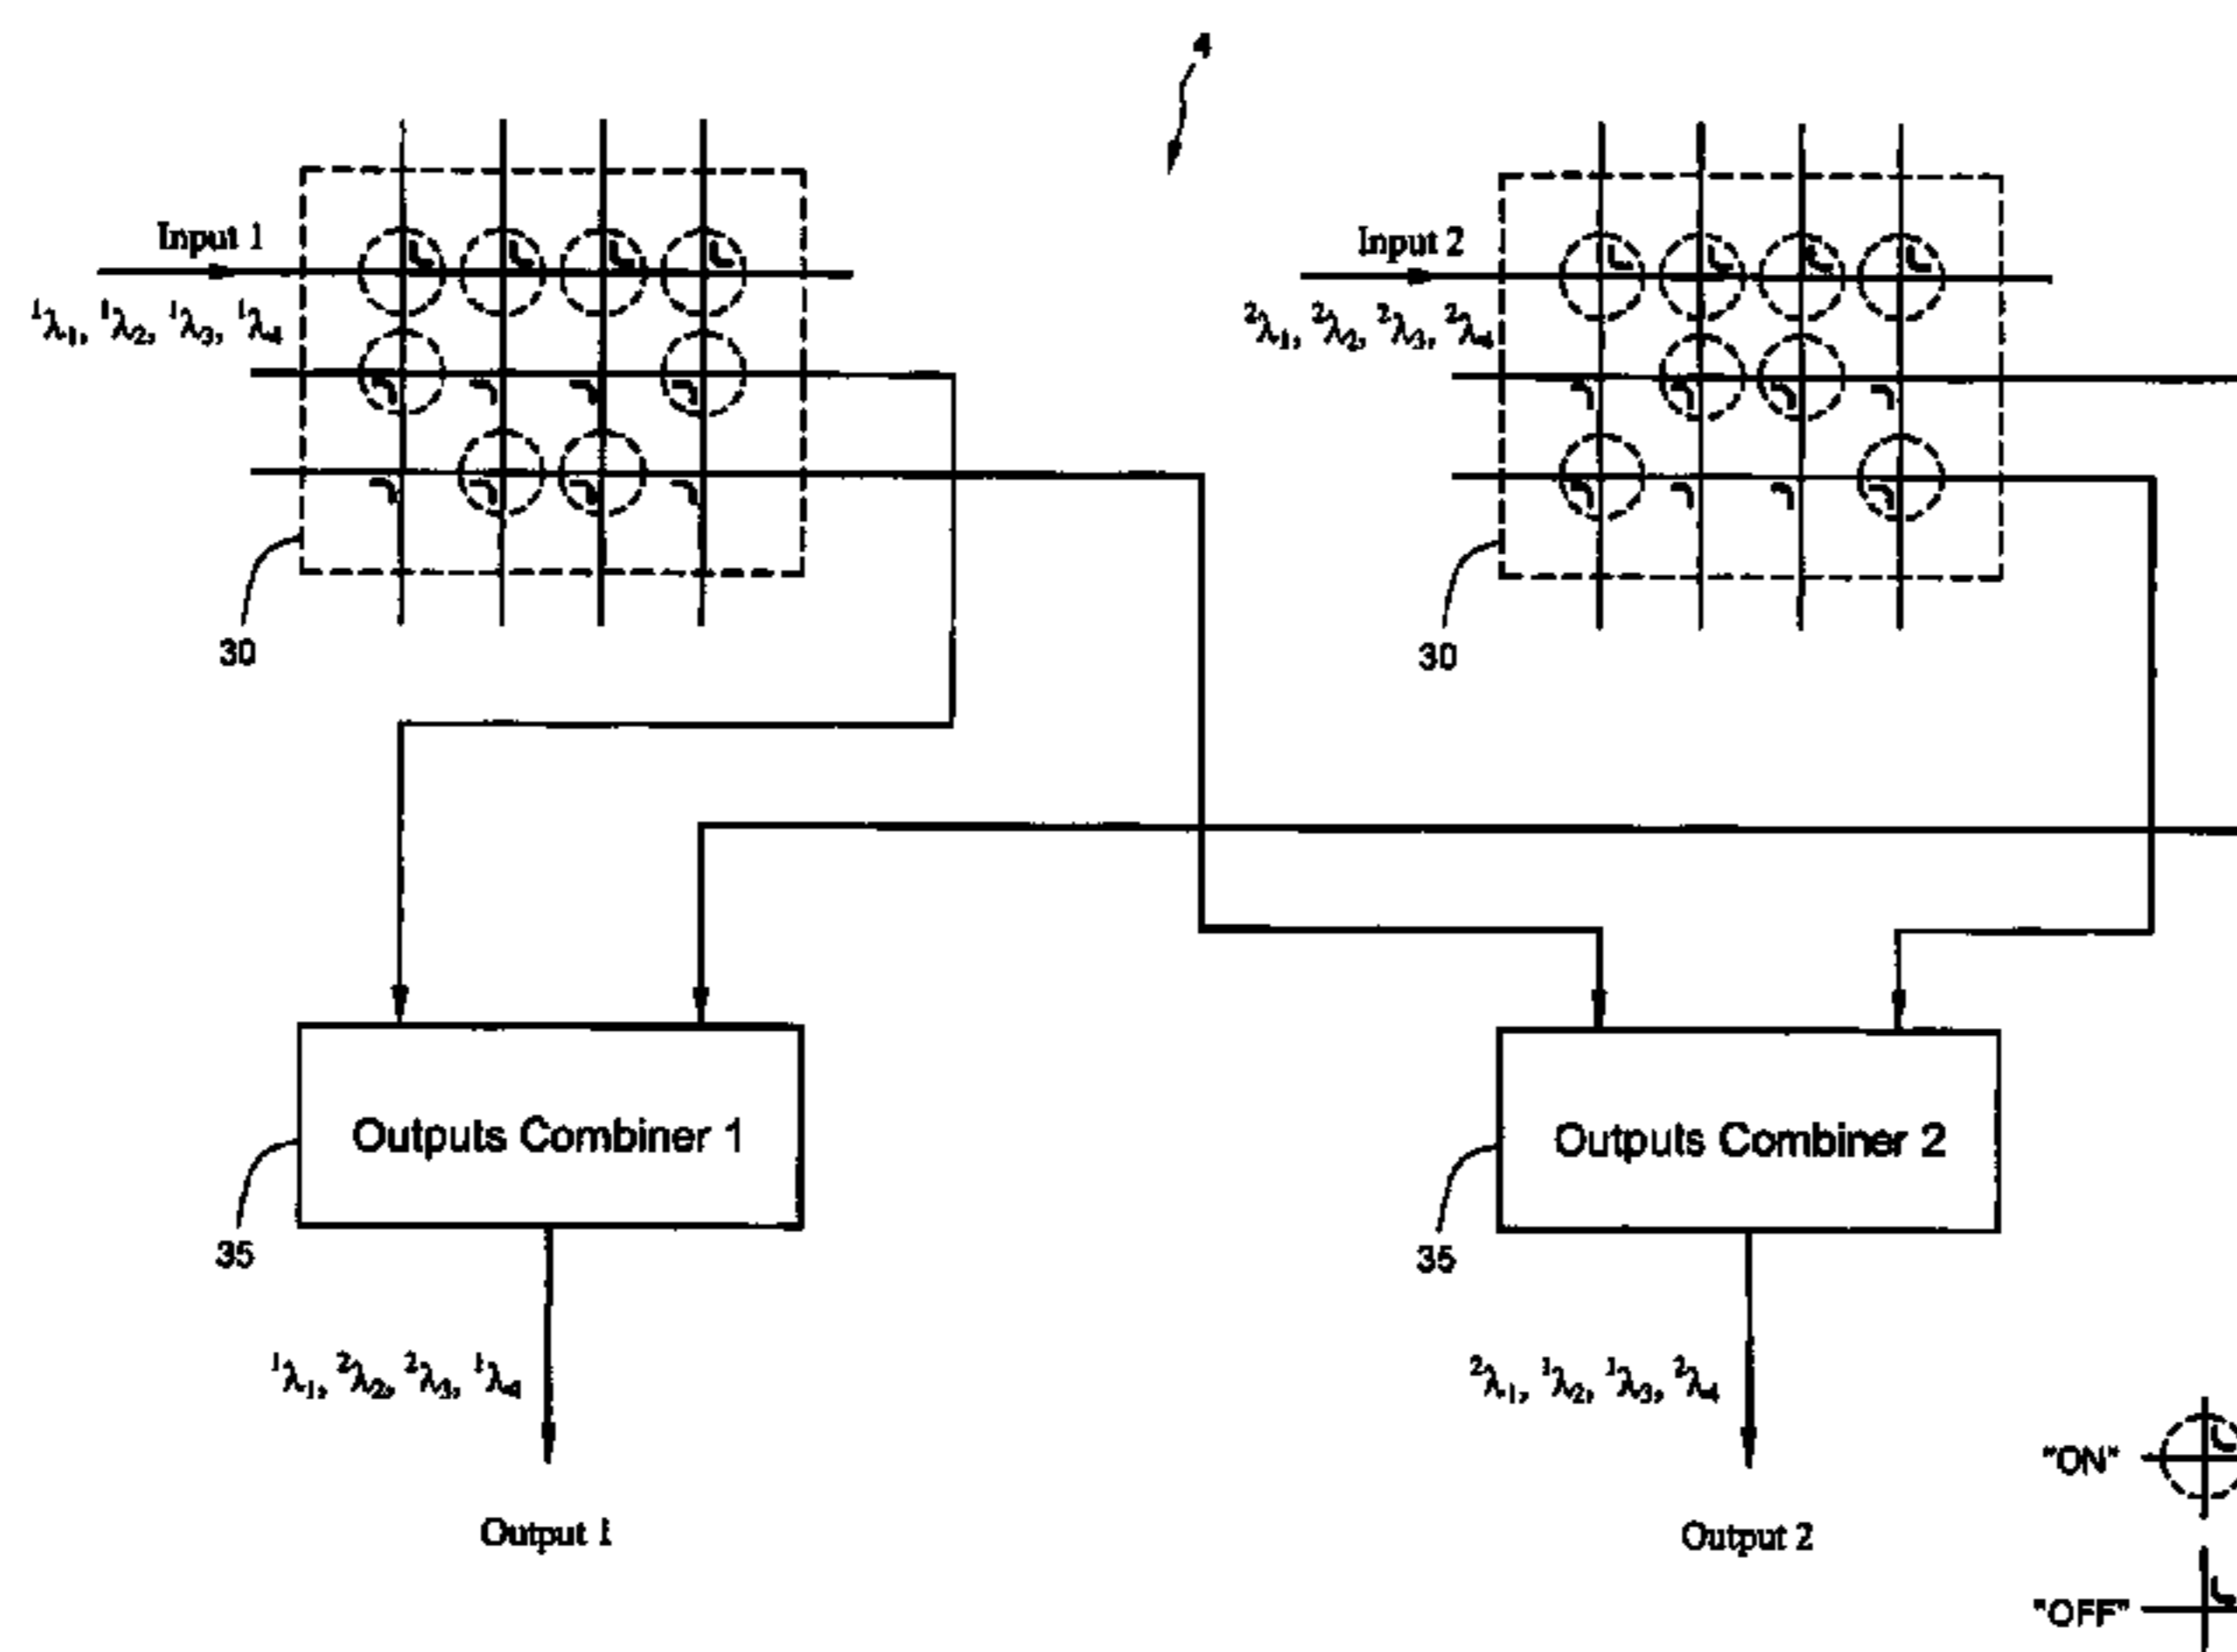 4
Input 1
¹λ₁, ¹λ₂, ¹λ₃, ¹λ₄
30
Input 2
²λ₁, ²λ₂, ²λ₃, ²λ₄
30
Outputs Combiner 1
35
Outputs Combiner 2
35
¹λ₁, ²λ₂, ²λ₃, ¹λ₄
Output 1
²λ₁, ¹λ₂, ¹λ₃, ²λ₄
Output 2
"ON"
"OFF"